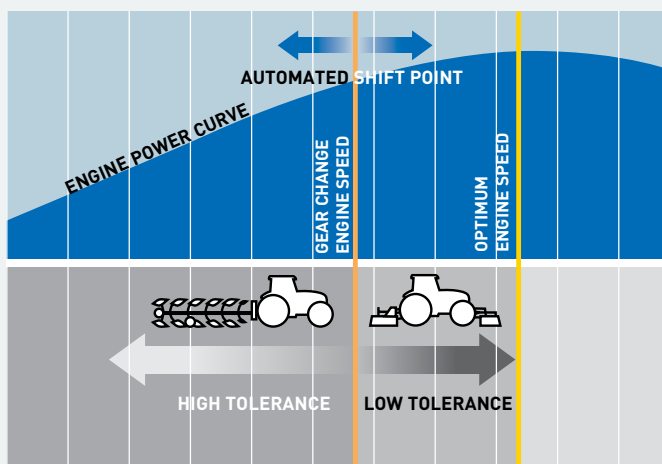 AUTOMATED SHIFT POINT
ENGINE POWER CURVE
GEAR CHANGE
ENGINE SPEED
OPTIMUM
ENGINE SPEED
HIGH TOLERANCE
LOW TOLERANCE